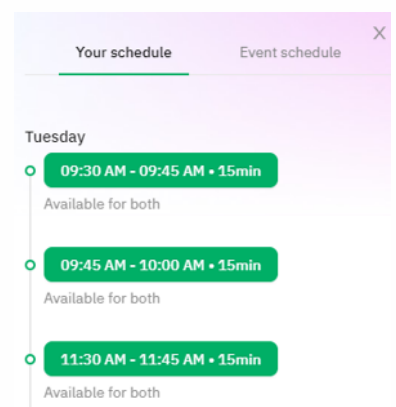 X
Your schedule Event schedule
Tuesday
09:30 AM - 09:45 AM • 15min
Available for both
09:45 AM - 10:00 AM • 15min
Available for both
11:30 AM - 11:45 AM • 15min
Available for both